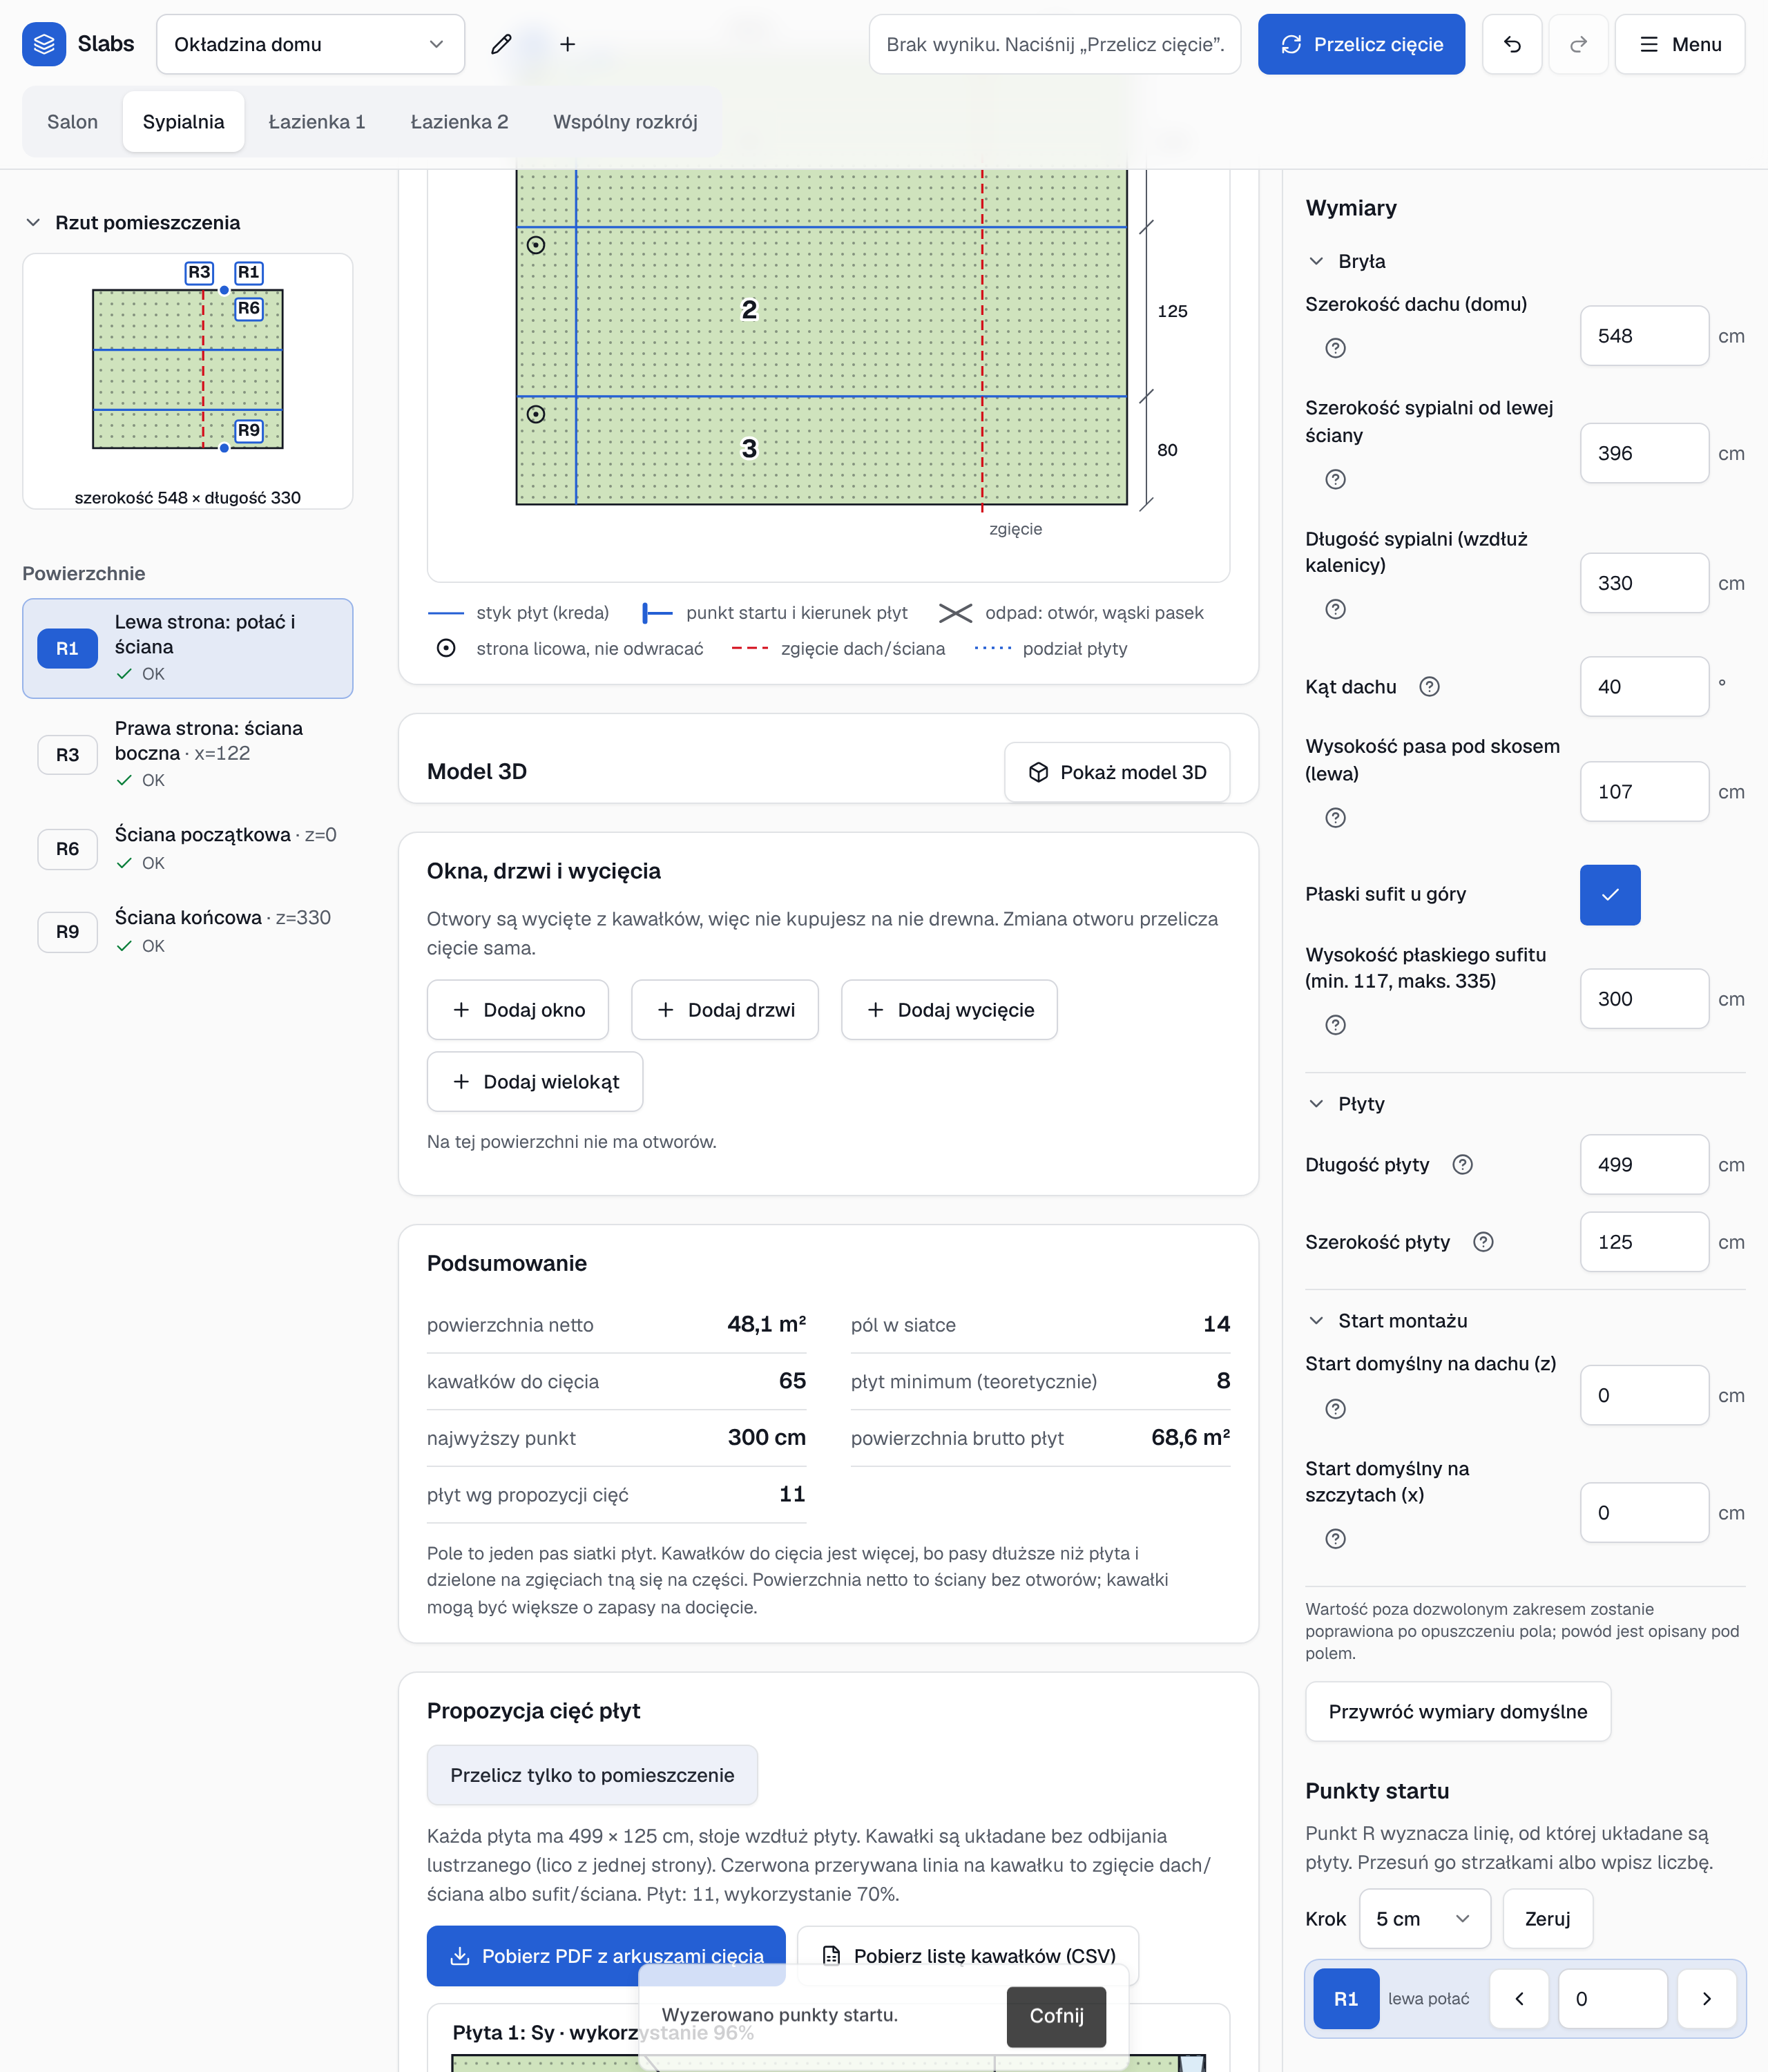 Slabs
Okładzina domu
Brak wyniku. Naciśnij „Przelicz cięcie”.
Przelicz cięcie
Menu
Salon
Sypialnia
Łazienka 1
Łazienka 2
Wspólny rozkrój
Rzut pomieszczenia
R3
R1
R6
R9
szerokość 548 × długość 330
Powierzchnie
R1
Lewa strona: połać i
ściana
OK
R3
Prawa strona: ściana
boczna · x=122
OK
R6
Ściana początkowa · z=0
OK
R9
Ściana końcowa · z=330
OK
2
125
3
80
zgięcie
styk płyt (kreda)
punkt startu i kierunek płyt
odpad: otwór, wąski pasek
strona licowa, nie odwracać
zgięcie dach/ściana
podział płyty
Model 3D
Pokaż model 3D
Okna, drzwi i wycięcia
Otwory są wycięte z kawałków, więc nie kupujesz na nie drewna. Zmiana otworu przelicza
cięcie sama.
Dodaj okno
Dodaj drzwi
Dodaj wycięcie
Dodaj wielokąt
Na tej powierzchni nie ma otworów.
Podsumowanie
powierzchnia netto 48,1 m²
pól w siatce 14
kawałków do cięcia 65
płyt minimum (teoretycznie) 8
najwyższy punkt 300 cm
powierzchnia brutto płyt 68,6 m²
płyt wg propozycji cięć 11
Pole to jeden pas siatki płyt. Kawałków do cięcia jest więcej, bo pasy dłuższe niż płyta i
dzielone na zgięciach tną się na części. Powierzchnia netto to ściany bez otworów; kawałki
mogą być większe o zapasy na docięcie.
Propozycja cięć płyt
Przelicz tylko to pomieszczenie
Każda płyta ma 499 × 125 cm, słoje wzdłuż płyty. Kawałki są układane bez odbijania
lustrzanego (lico z jednej strony). Czerwona przerywana linia na kawałku to zgięcie dach/
ściana albo sufit/ściana. Płyt: 11, wykorzystanie 70%.
Pobierz PDF z arkuszami cięcia
Pobierz listę kawałków (CSV)
Wyzerowano punkty startu.
Cofnij
Płyta 1: Sy · wykorzystanie 96%
Wymiary
Bryła
Szerokość dachu (domu)
548 cm
Szerokość sypialni od lewej
ściany
396 cm
Długość sypialni (wzdłuż
kalenicy)
330 cm
Kąt dachu
40 °
Wysokość pasa pod skosem
(lewa)
107 cm
Płaski sufit u góry
Wysokość płaskiego sufitu
(min. 117, maks. 335)
300 cm
Płyty
Długość płyty
499 cm
Szerokość płyty
125 cm
Start montażu
Start domyślny na dachu (z)
0 cm
Start domyślny na
szczytach (x)
0 cm
Wartość poza dozwolonym zakresem zostanie
poprawiona po opuszczeniu pola; powód jest opisany pod
polem.
Przywróć wymiary domyślne
Punkty startu
Punkt R wyznacza linię, od której układane są
płyty. Przesuń go strzałkami albo wpisz liczbę.
Krok
5 cm
Zeruj
R1
lewa połać
0